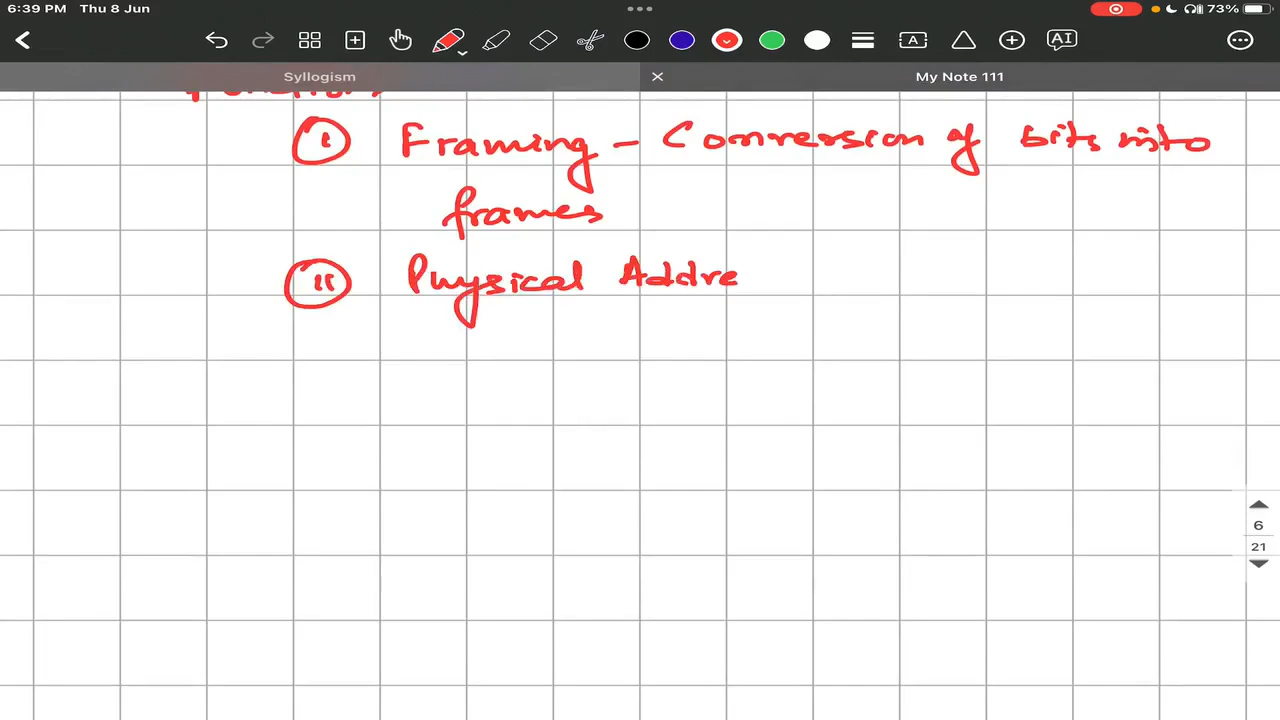 6:39 PM Thu 8 Jun 73%
A AI
Syllogism My Note 111
i Framing - Conversion of bits into
frames
ii Physical Addre
6
21